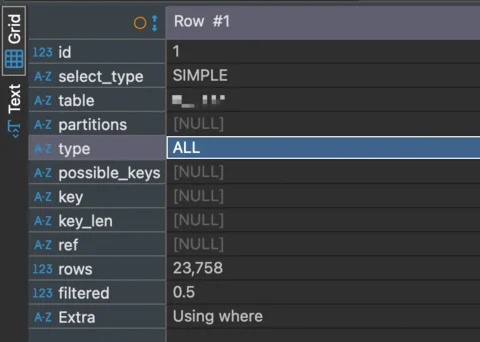 Grid
Text
Row #1
123 id 1
A-Z select_type SIMPLE
A-Z table
A-Z partitions [NULL]
A-Z type ALL
A-Z possible_keys [NULL]
A-Z key [NULL]
A-Z key_len [NULL]
A-Z ref [NULL]
123 rows 23,758
123 filtered 0.5
A-Z Extra Using where